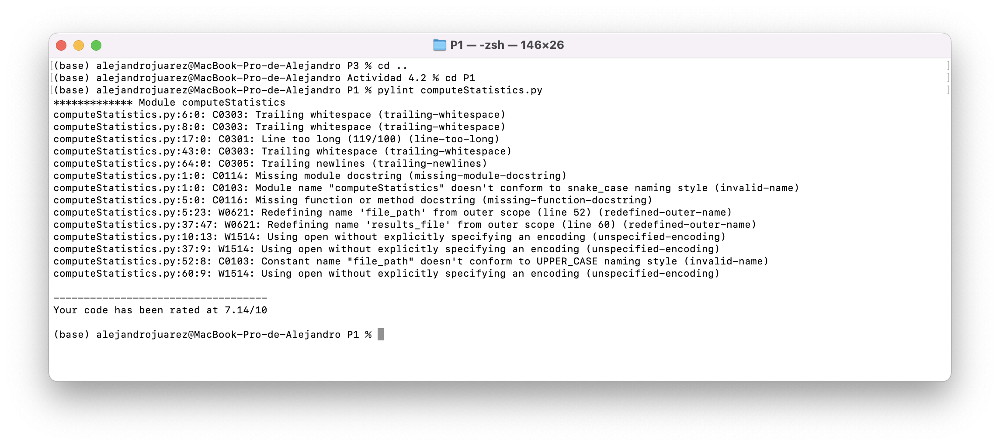 P1 — -zsh — 146×26
[(base) alejandrojuarez@MacBook-Pro-de-Alejandro P3 % cd ..]
[(base) alejandrojuarez@MacBook-Pro-de-Alejandro Actividad 4.2 % cd P1]
[(base) alejandrojuarez@MacBook-Pro-de-Alejandro P1 % pylint computeStatistics.py]
************* Module computeStatistics
computeStatistics.py:6:0: C0303: Trailing whitespace (trailing-whitespace)
computeStatistics.py:8:0: C0303: Trailing whitespace (trailing-whitespace)
computeStatistics.py:17:0: C0301: Line too long (119/100) (line-too-long)
computeStatistics.py:43:0: C0303: Trailing whitespace (trailing-whitespace)
computeStatistics.py:64:0: C0305: Trailing newlines (trailing-newlines)
computeStatistics.py:1:0: C0114: Missing module docstring (missing-module-docstring)
computeStatistics.py:1:0: C0103: Module name "computeStatistics" doesn't conform to snake_case naming style (invalid-name)
computeStatistics.py:5:0: C0116: Missing function or method docstring (missing-function-docstring)
computeStatistics.py:5:23: W0621: Redefining name 'file_path' from outer scope (line 52) (redefined-outer-name)
computeStatistics.py:37:47: W0621: Redefining name 'results_file' from outer scope (line 60) (redefined-outer-name)
computeStatistics.py:10:13: W1514: Using open without explicitly specifying an encoding (unspecified-encoding)
computeStatistics.py:37:9: W1514: Using open without explicitly specifying an encoding (unspecified-encoding)
computeStatistics.py:52:8: C0103: Constant name "file_path" doesn't conform to UPPER_CASE naming style (invalid-name)
computeStatistics.py:60:9: W1514: Using open without explicitly specifying an encoding (unspecified-encoding)
-----------------------------------
Your code has been rated at 7.14/10
(base) alejandrojuarez@MacBook-Pro-de-Alejandro P1 %